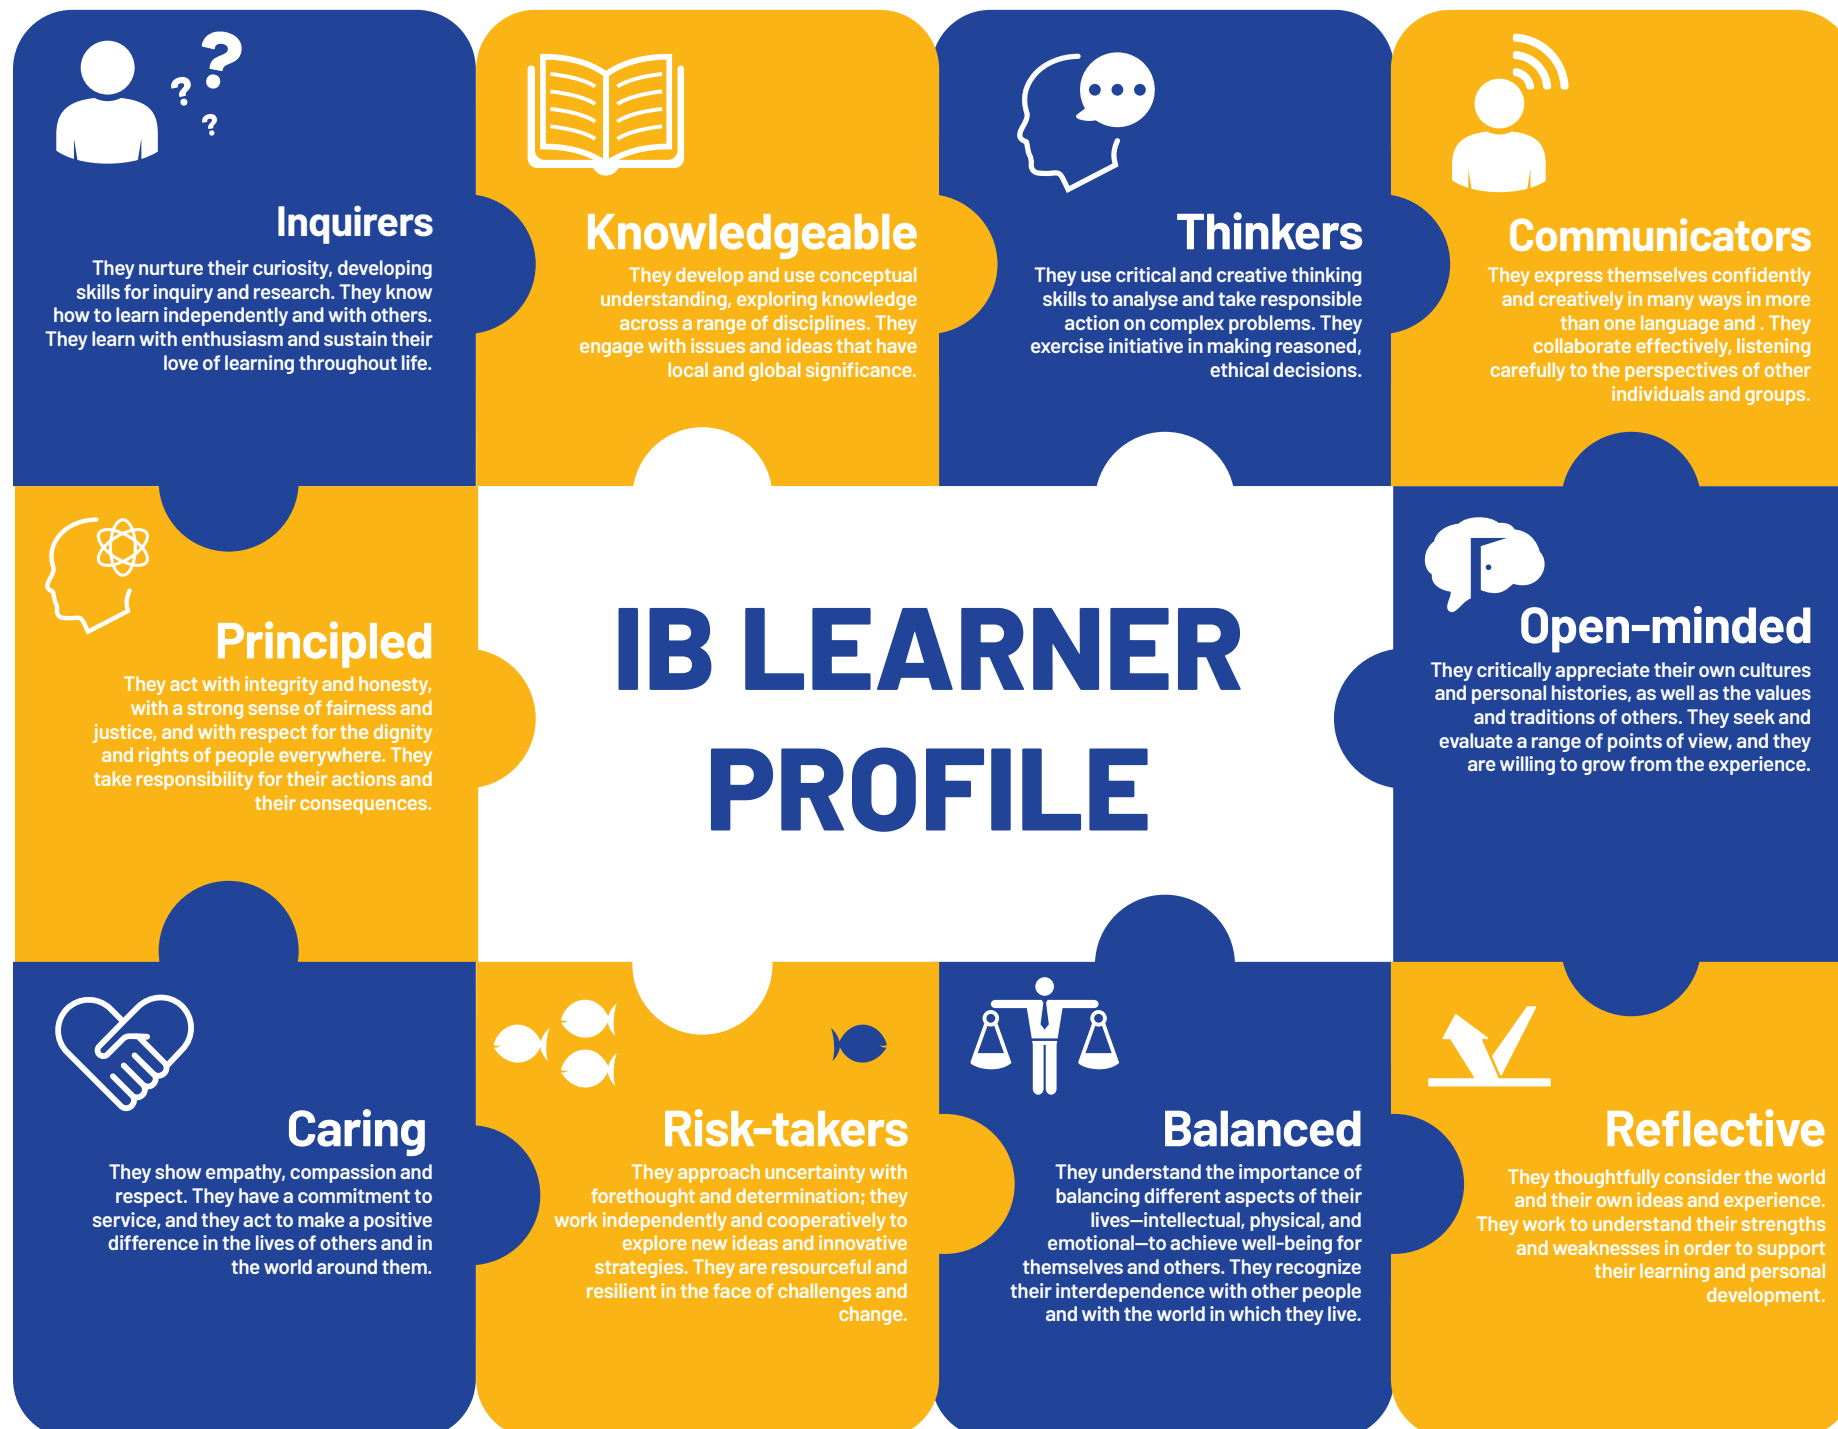 ?
?
?
Inquirers
They nurture their curiosity, developing
skills for inquiry and research. They know
how to learn independently and with others.
They learn with enthusiasm and sustain their
love of learning throughout life.
Knowledgeable
They develop and use conceptual
understanding, exploring knowledge
across a range of disciplines. They
engage with issues and ideas that have
local and global significance.
Thinkers
They use critical and creative thinking
skills to analyse and take responsible
action on complex problems. They
exercise initiative in making reasoned,
ethical decisions.
Communicators
They express themselves confidently
and creatively in many ways in more
than one language and . They
collaborate effectively, listening
carefully to the perspectives of other
individuals and groups.
Principled
They act with integrity and honesty,
with a strong sense of fairness and
justice, and with respect for the dignity
and rights of people everywhere. They
take responsibility for their actions and
their consequences.
IB LEARNER
PROFILE
Open-minded
They critically appreciate their own cultures
and personal histories, as well as the values
and traditions of others. They seek and
evaluate a range of points of view, and they
are willing to grow from the experience.
Caring
They show empathy, compassion and
respect. They have a commitment to
service, and they act to make a positive
difference in the lives of others and in
the world around them.
Risk-takers
They approach uncertainty with
forethought and determination; they
work independently and cooperatively to
explore new ideas and innovative
strategies. They are resourceful and
resilient in the face of challenges and
change.
Balanced
They understand the importance of
balancing different aspects of their
lives—intellectual, physical, and
emotional—to achieve well-being for
themselves and others. They recognize
their interdependence with other people
and with the world in which they live.
Reflective
They thoughtfully consider the world
and their own ideas and experience.
They work to understand their strengths
and weaknesses in order to support
their learning and personal
development.